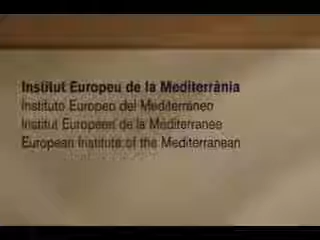 Institut Europeu de la Mediterrània
Instituto Europeo del Mediterráneo
Institut Européen de la Méditerranée
European Institute of the Mediterranean